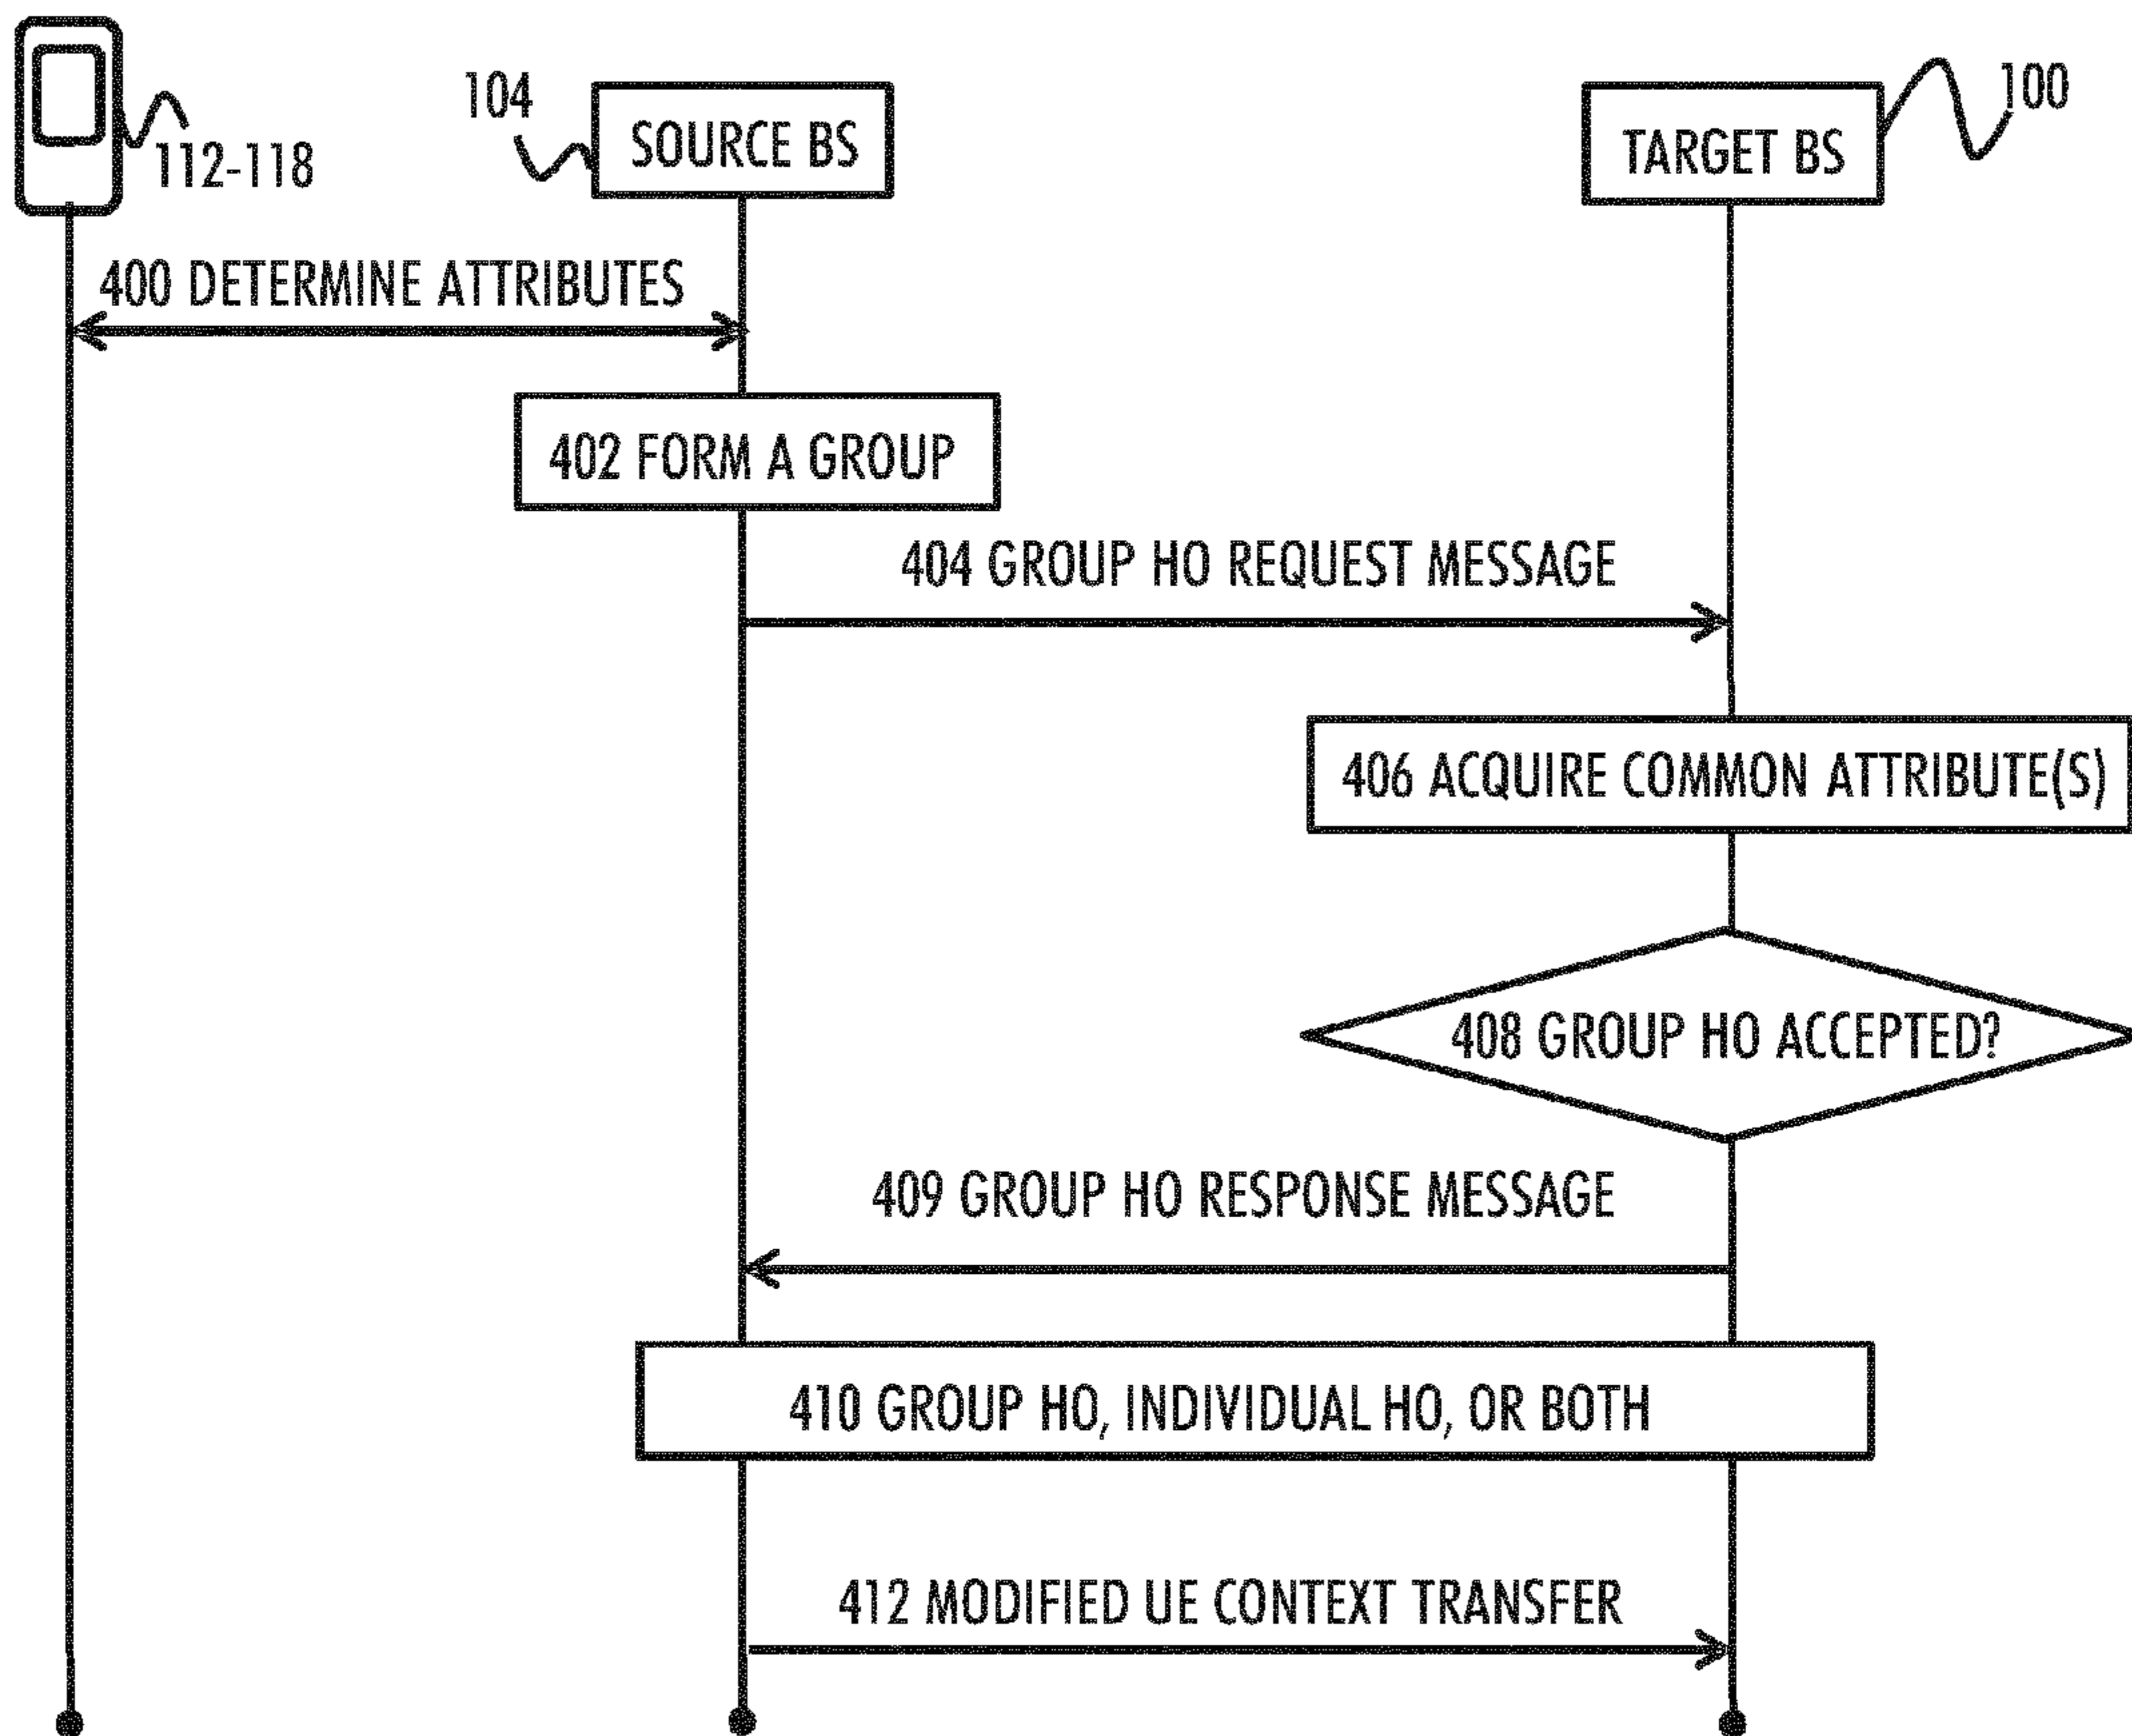 104
SOURCE BS
TARGET BS
100
112-118
400 DETERMINE ATTRIBUTES
402 FORM A GROUP
404 GROUP HO REQUEST MESSAGE
406 ACQUIRE COMMON ATTRIBUTE(S)
408 GROUP HO ACCEPTED?
409 GROUP HO RESPONSE MESSAGE
410 GROUP HO, INDIVIDUAL HO, OR BOTH
412 MODIFIED UE CONTEXT TRANSFER